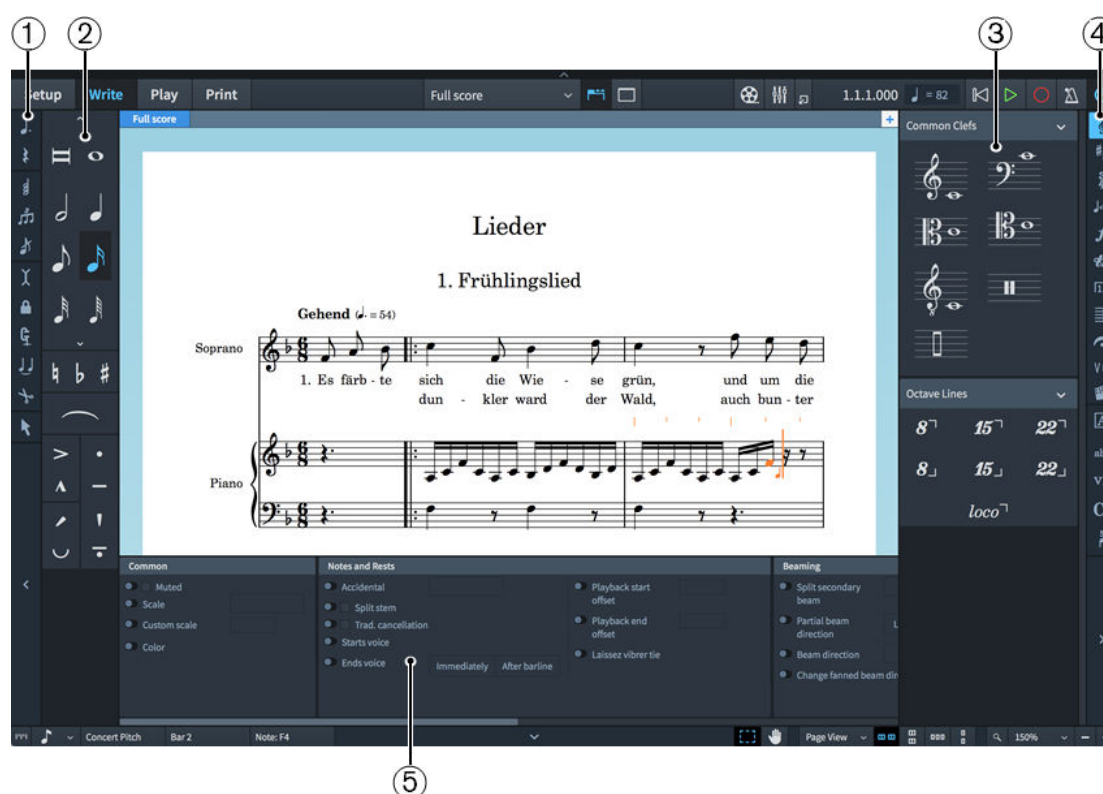 1 2 3 4
Setup Write Play Print Full score 1.1.1.000 = 82
Full score
Common Clefs
Lieder
1. Frühlingslied
Gehend (♩. = 54)
Soprano
1. Es färb - te sich die Wie - se grün, und um die
dun - kler ward der Wald, auch bun - ter
Piano
Octave Lines
8 15 22
8 15 22
loco
Common
Muted
Scale
Custom scale
Color
Notes and Rests
Accidental
Split stem
Trad. cancellation
Starts voice
Ends voice Immediately After barline
Playback start
offset
Playback end
offset
Laissez vibrer tie
Beaming
Split secondary
beam
Partial beam
direction L
Beam direction
Change fanned beam dire
Concert Pitch Bar 2 Note: F4 Page View 150%
5